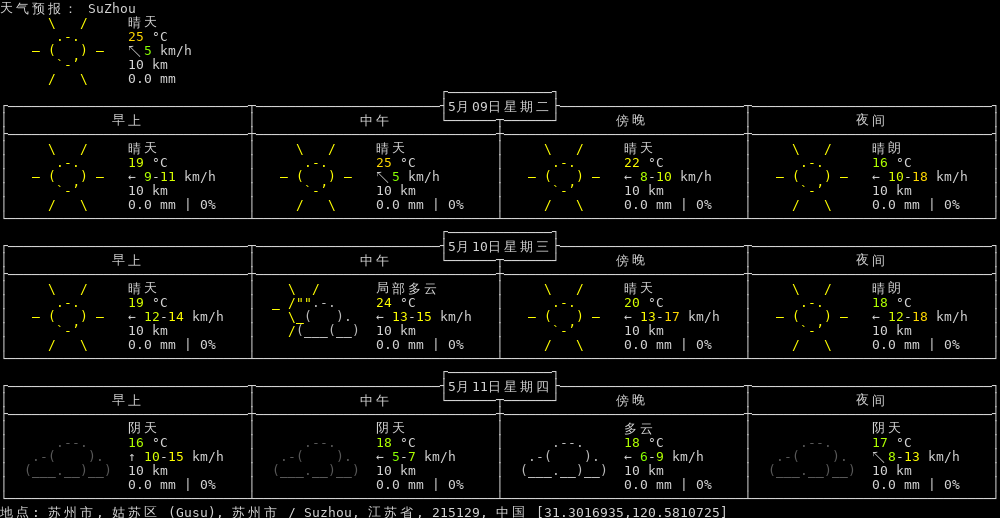 天气预报: SuZhou
晴天
25 °C
↖ 5 km/h
10 km
0.0 mm
5月09日星期二
早上 中午 傍晚 夜间
晴天 晴天 晴天 晴朗
19 °C 25 °C 22 °C 16 °C
← 9-11 km/h ↖ 5 km/h ← 8-10 km/h ← 10-18 km/h
10 km 10 km 10 km 10 km
0.0 mm | 0% 0.0 mm | 0% 0.0 mm | 0% 0.0 mm | 0%
5月10日星期三
早上 中午 傍晚 夜间
晴天 局部多云 晴天 晴朗
19 °C 24 °C 20 °C 18 °C
← 12-14 km/h ← 13-15 km/h ← 13-17 km/h ← 12-18 km/h
10 km 10 km 10 km 10 km
0.0 mm | 0% 0.0 mm | 0% 0.0 mm | 0% 0.0 mm | 0%
5月11日星期四
早上 中午 傍晚 夜间
阴天 阴天 多云 阴天
16 °C 18 °C 18 °C 17 °C
↑ 10-15 km/h ← 5-7 km/h ← 6-9 km/h ↖ 8-13 km/h
10 km 10 km 10 km 10 km
0.0 mm | 0% 0.0 mm | 0% 0.0 mm | 0% 0.0 mm | 0%
地点: 苏州市, 姑苏区 (Gusu), 苏州市 / Suzhou, 江苏省, 215129, 中国 [31.3016935,120.5810725]